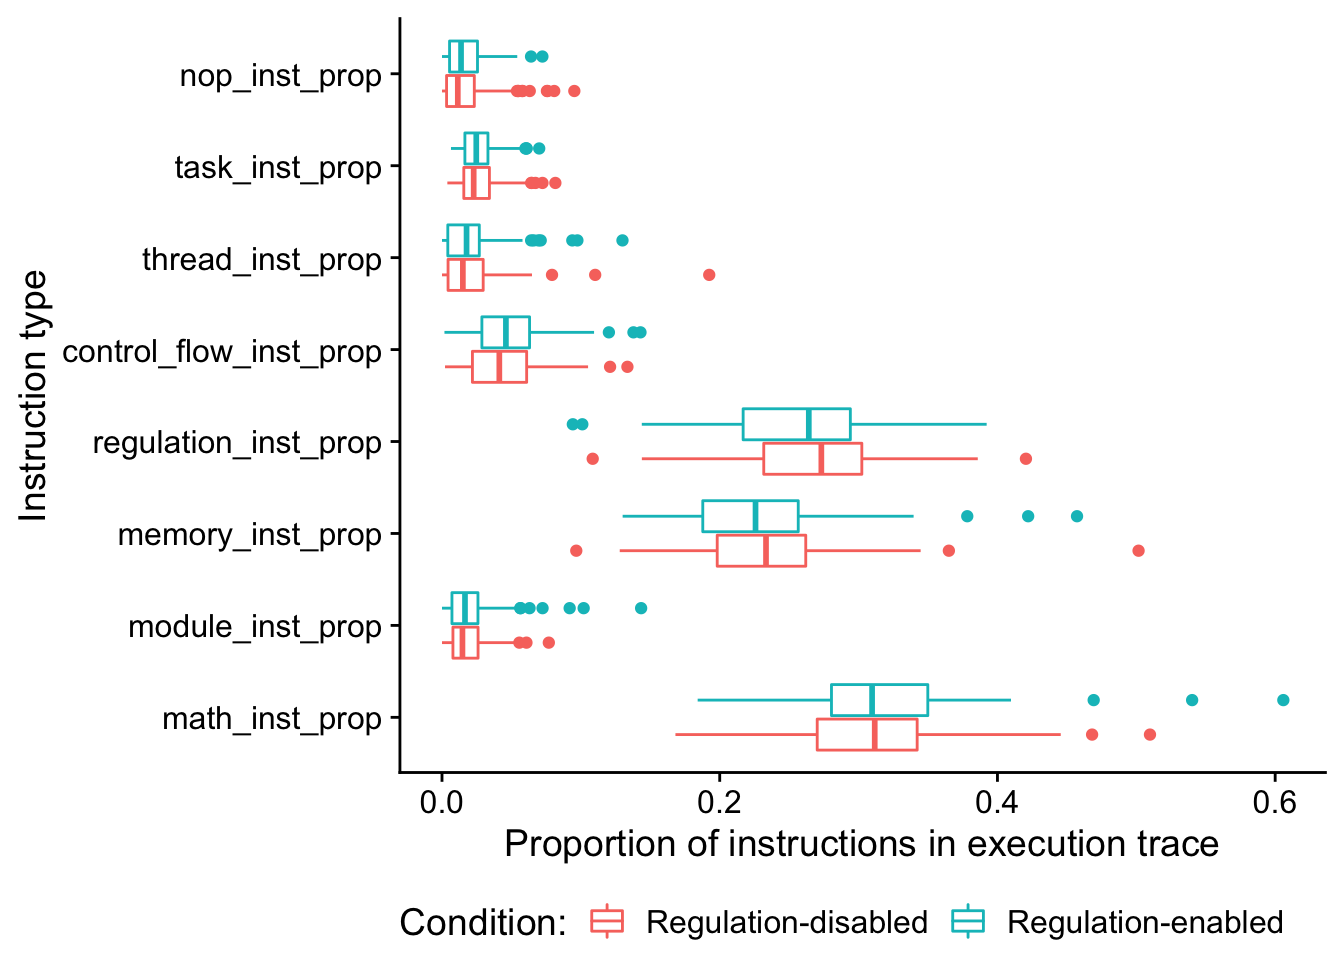 nop_inst_prop
task_inst_prop
thread_inst_prop
control_flow_inst_prop
regulation_inst_prop
memory_inst_prop
module_inst_prop
math_inst_prop
Instruction type
0.0 0.2 0.4 0.6
Proportion of instructions in execution trace
Condition: Regulation-disabled Regulation-enabled